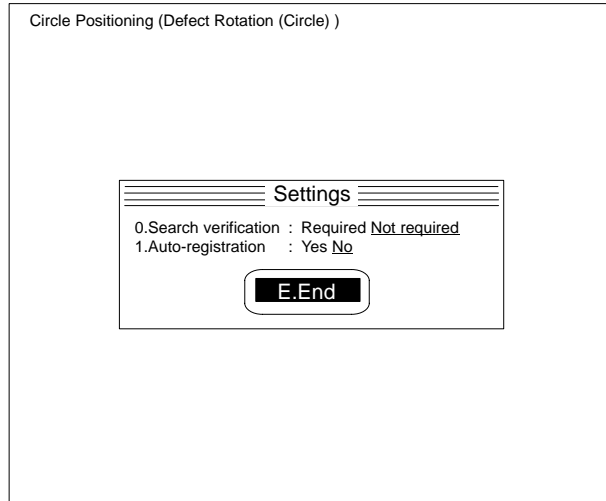 Circle Positioning (Defect Rotation (Circle) )
Settings
0.Search verification : Required Not required
1.Auto-registration : Yes No
E.End